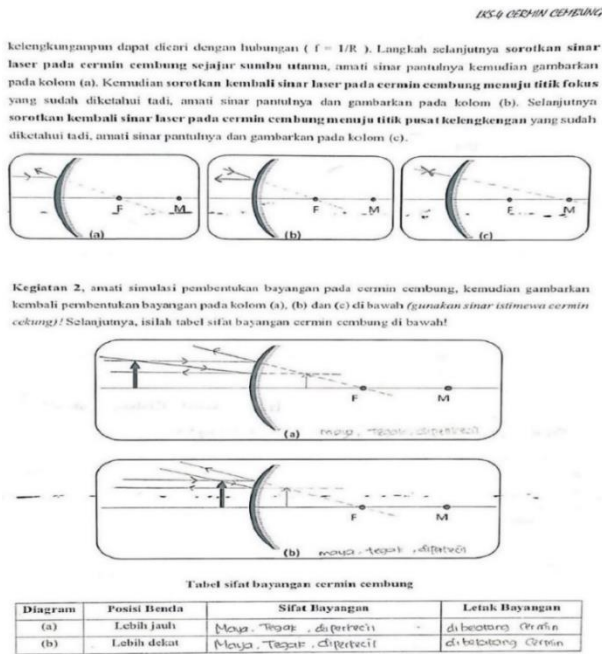 LKS-4 CERMIN CEMBUNG
kelengkunganpun dapat dicari dengan hubungan ( f = 1/R ). Langkah selanjutnya sorotkan sinar
laser pada cermin cembung sejajar sumbu utama, amati sinar pantulnya kemudian gambarkan
pada kolom (a). Kemudian sorotkan kembali sinar laser pada cermin cembung menuju titik fokus
yang sudah diketahui tadi, amati sinar pantulnya dan gambarkan pada kolom (b). Selanjutnya
sorotkan kembali sinar laser pada cermin cembung menuju titik pusat kelengkengan yang sudah
diketahui tadi, amati sinar pantulnya dan gambarkan pada kolom (c).
F M F M F M
(a) (b) (c)
Kegiatan 2, amati simulasi pembentukan bayangan pada cermin cembung, kemudian gambarkan
kembali pembentukan bayangan pada kolom (a), (b) dan (c) di bawah (gunakan sinar istimewa cermin
cekung)! Selanjutnya, isilah tabel sifat bayangan cermin cembung di bawah!
F M
(a) maya, Tegak, diperkecil
F M
(b) maya, tegak, diperkecil
Tabel sifat bayangan cermin cembung
Diagram Posisi Benda Sifat Bayangan Letak Bayangan
(a) Lebih jauh Maya, Tegak, diperkecil Cermin
(b) Lebih dekat Maya, Tegak, diperkecil Cermin